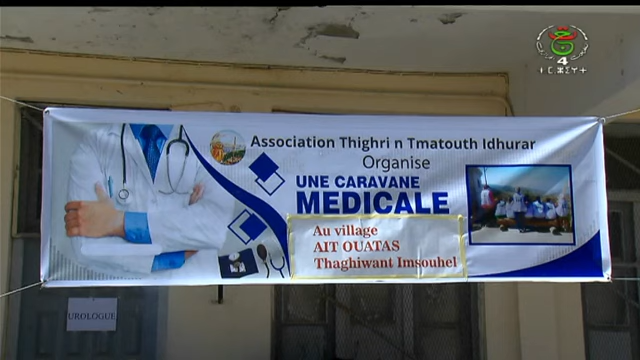 4
Association Thighri n Tmatouth Idhurar
Organise
UNE CARAVANE
MEDICALE
Au village
AIT OUATAS
Thaghiwant Imsouhel
UROLOGUE